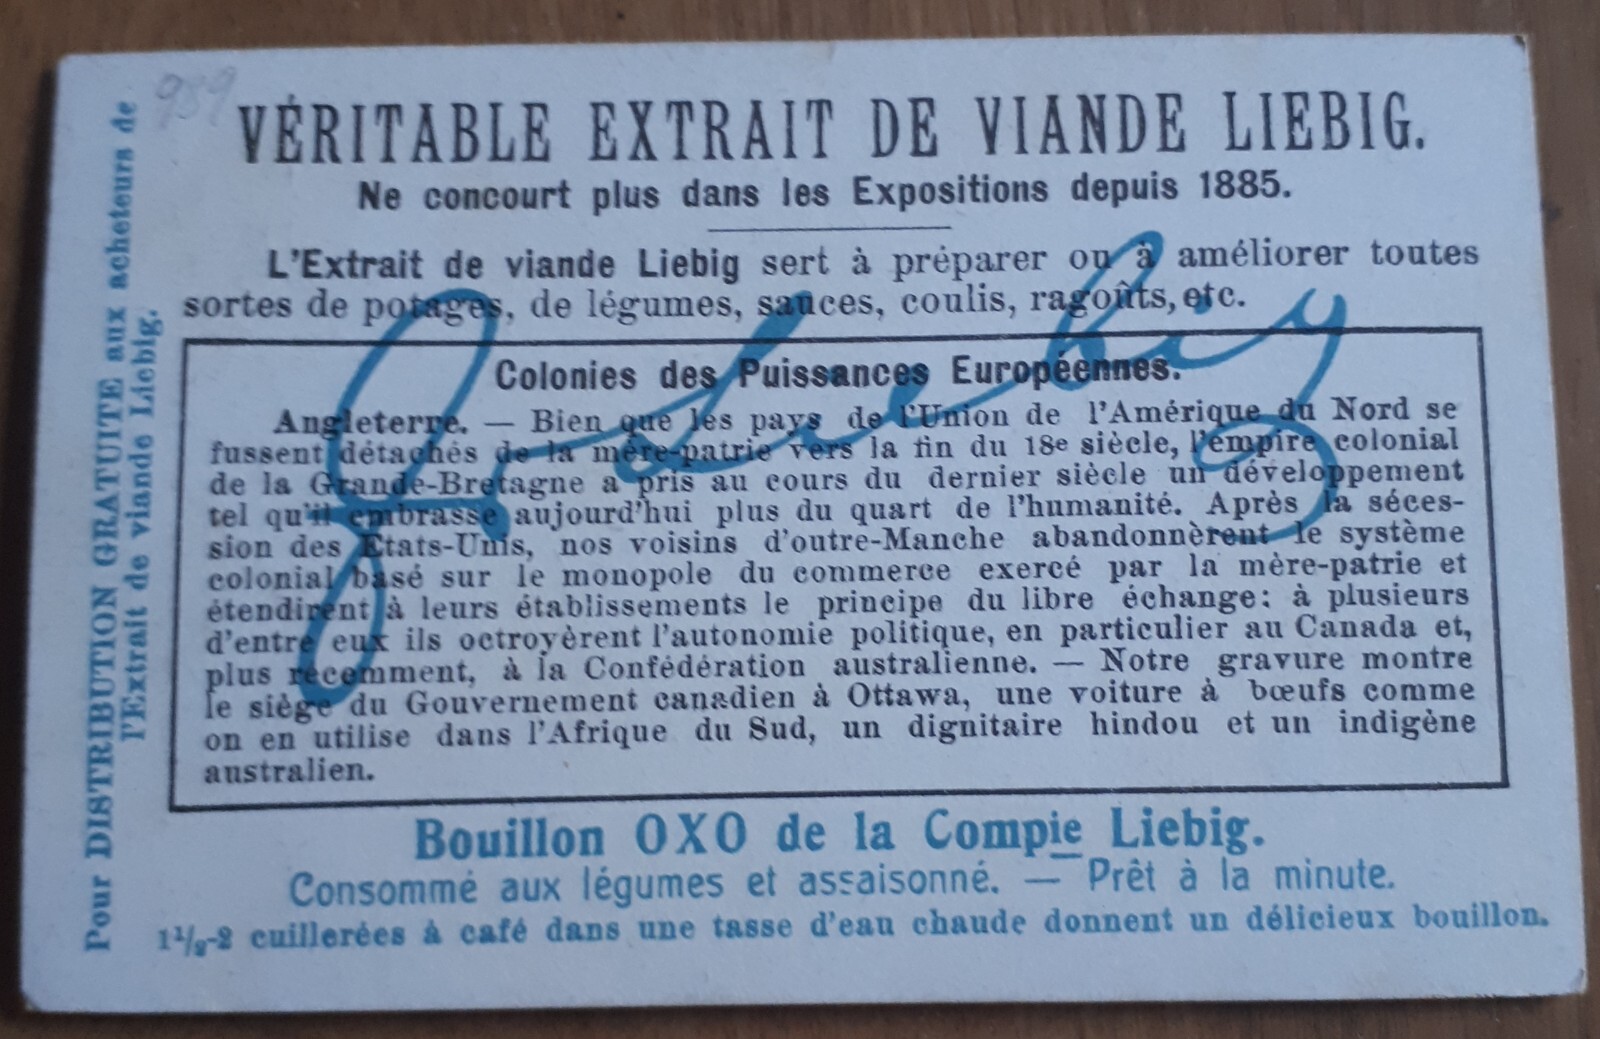 989
VÉRITABLE EXTRAIT DE VIANDE LIEBIG.
Ne concourt plus dans les Expositions depuis 1885.
L'Extrait de viande Liebig sert à préparer ou à améliorer toutes
sortes de potages, de légumes, sauces, coulis, ragoûts, etc.
Colonies des Puissances Européennes.
Angleterre. — Bien que les pays de l'Union de l'Amérique du Nord se
fussent détachés de la mère-patrie vers la fin du 18e siècle, l'empire colonial
de la Grande-Bretagne a pris au cours du dernier siècle un développement
tel qu'il embrasse aujourd'hui plus du quart de l'humanité. Après la séces-
sion des Etats-Unis, nos voisins d'outre-Manche abandonnèrent le système
colonial basé sur le monopole du commerce exercé par la mère-patrie et
étendirent à leurs établissements le principe du libre échange: à plusieurs
d'entre eux ils octroyèrent l'autonomie politique, en particulier au Canada et,
plus récemment, à la Confédération australienne. — Notre gravure montre
le siège du Gouvernement canadien à Ottawa, une voiture à bœufs comme
on en utilise dans l'Afrique du Sud, un dignitaire hindou et un indigène
australien.
J v Liebig
Bouillon OXO de la Compie Liebig.
Consommé aux légumes et assaisonné. — Prêt à la minute.
1½-2 cuillerées à café dans une tasse d'eau chaude donnent un délicieux bouillon.
Pour DISTRIBUTION GRATUITE aux acheteurs de
l'Extrait de viande Liebig.